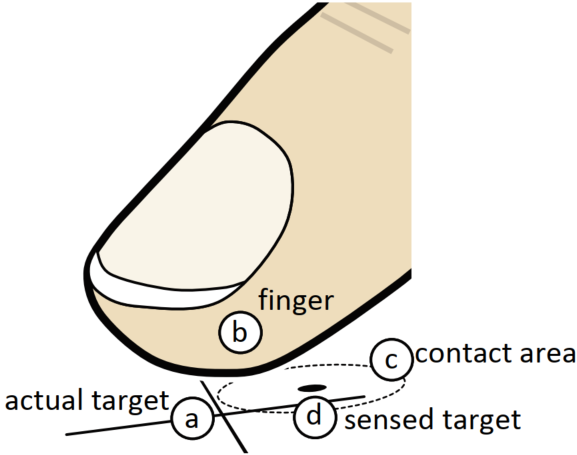 finger
b
c contact area
actual target a
d sensed target